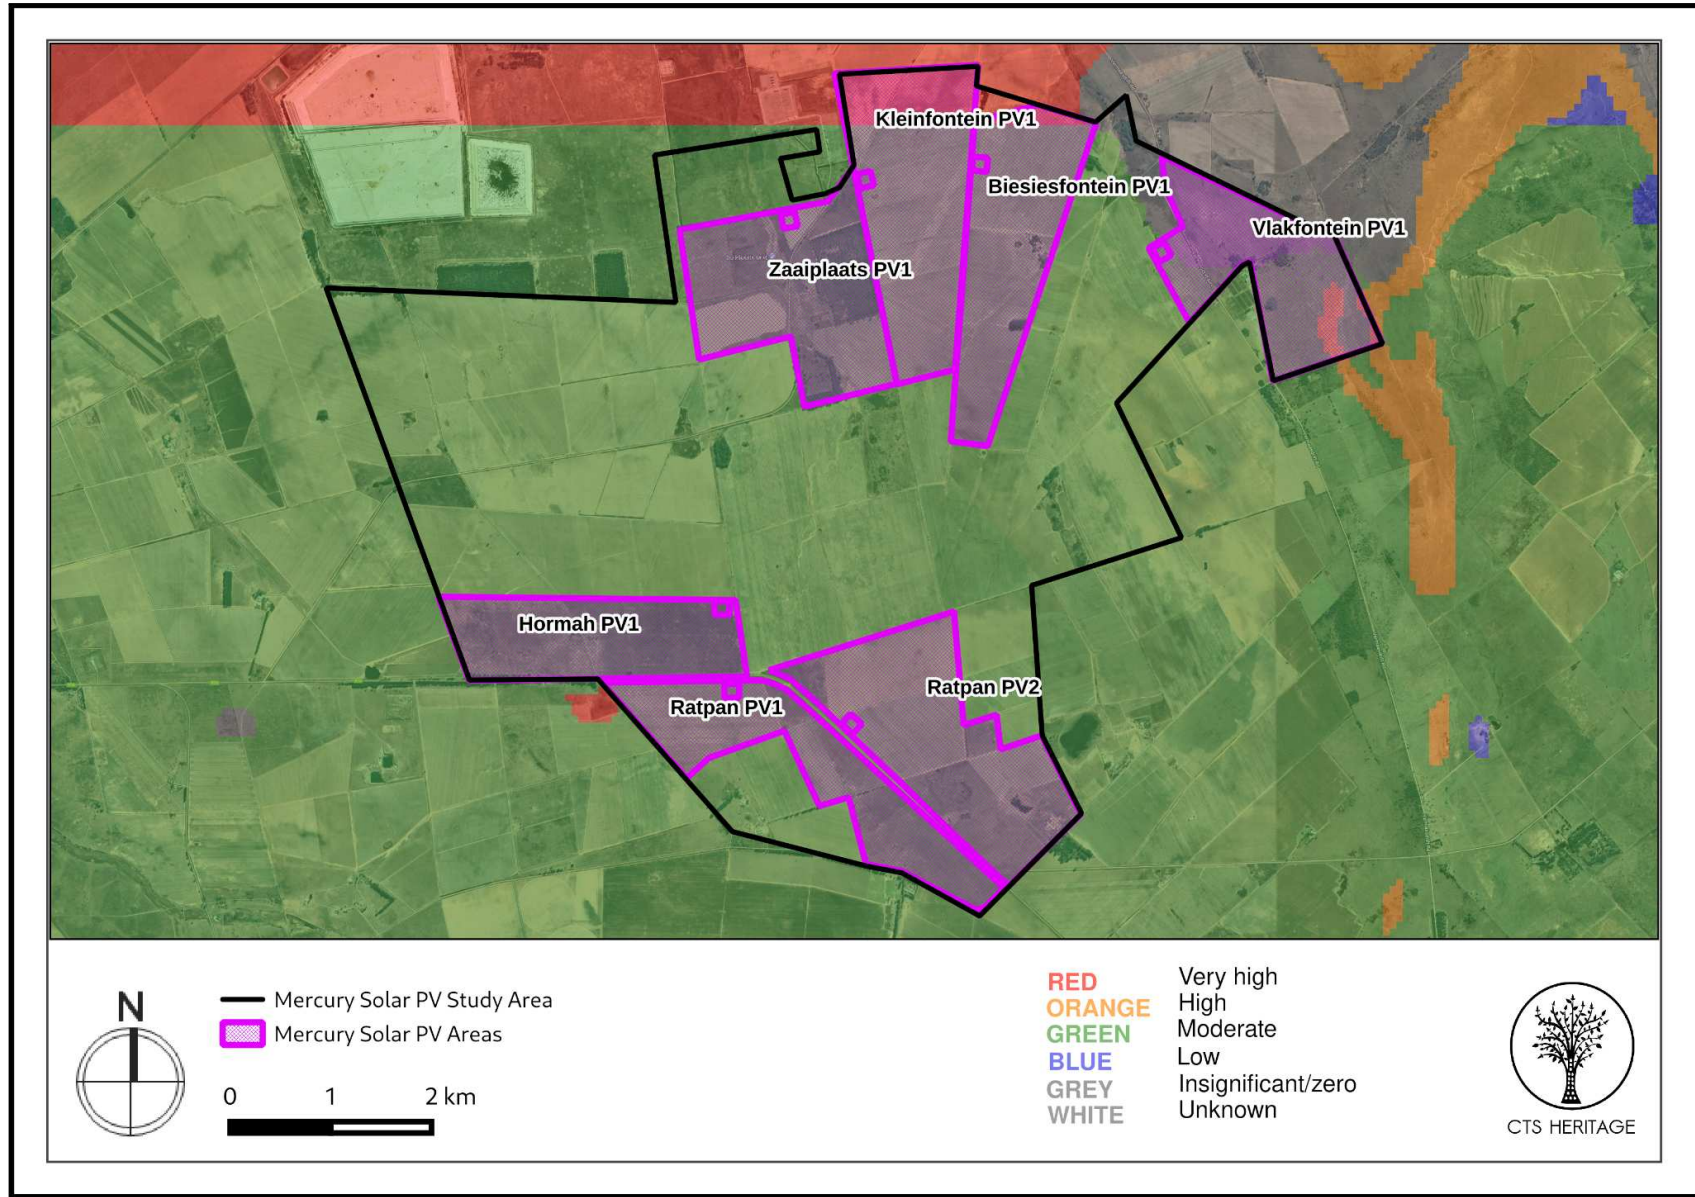 Kleinfontein PV1
Biesiesfontein PV1
Vlakfontein PV1
Zaaiplaats PV1
Hormah PV1
Ratpan PV2
Ratpan PV1
N
Mercury Solar PV Study Area
Mercury Solar PV Areas
0 1 2 km
RED Very high
ORANGE High
GREEN Moderate
BLUE Low
GREY Insignificant/zero
WHITE Unknown
CTS HERITAGE